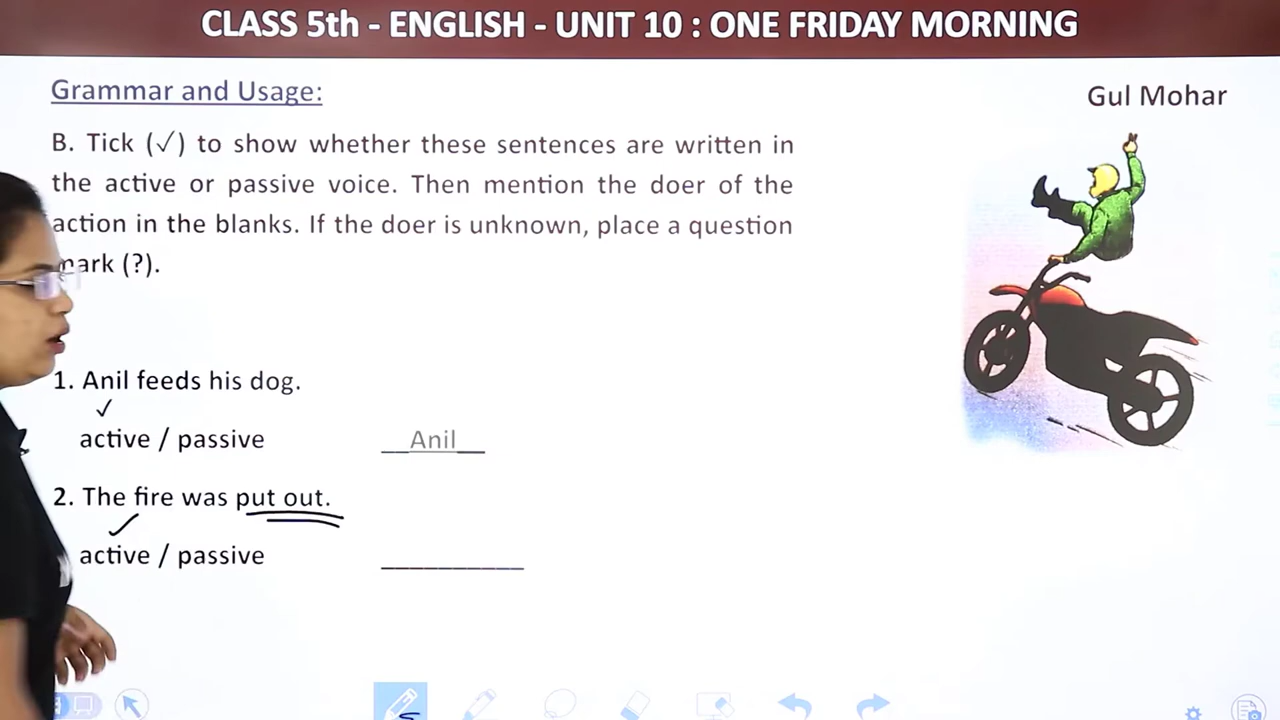 CLASS 5th - ENGLISH - UNIT 10 : ONE FRIDAY MORNING
Grammar and Usage:
Gul Mohar
B. Tick (✓) to show whether these sentences are written in
the active or passive voice. Then mention the doer of the
action in the blanks. If the doer is unknown, place a question
mark (?).
1. Anil feeds his dog.
✓
active / passive __Anil__
2. The fire was put out.
✓
active / passive __________